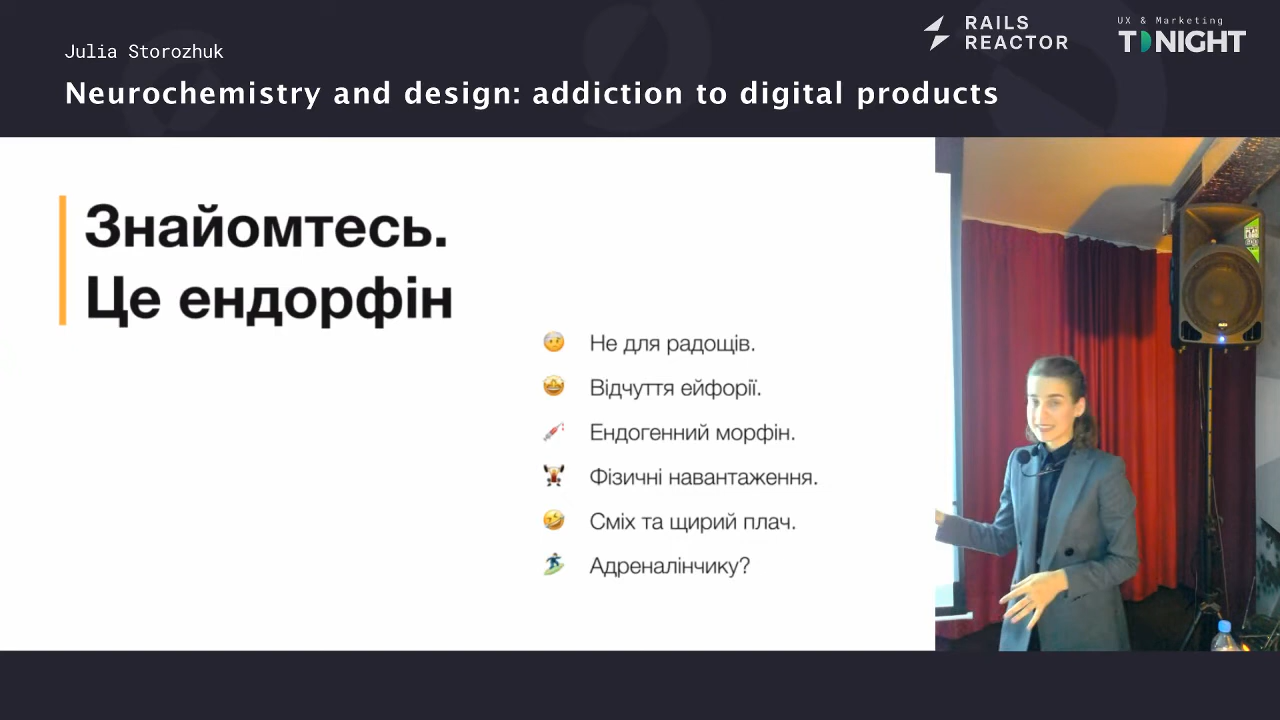 Julia Storozhuk
Neurochemistry and design: addiction to digital products
RAILS
REACTOR
UX & Marketing
TONIGHT
Знайомтесь.
Це ендорфін
Не для радощів.
Відчуття ейфорії.
Ендогенний морфін.
Фізичні навантаження.
Сміх та щирий плач.
Адреналінчику?